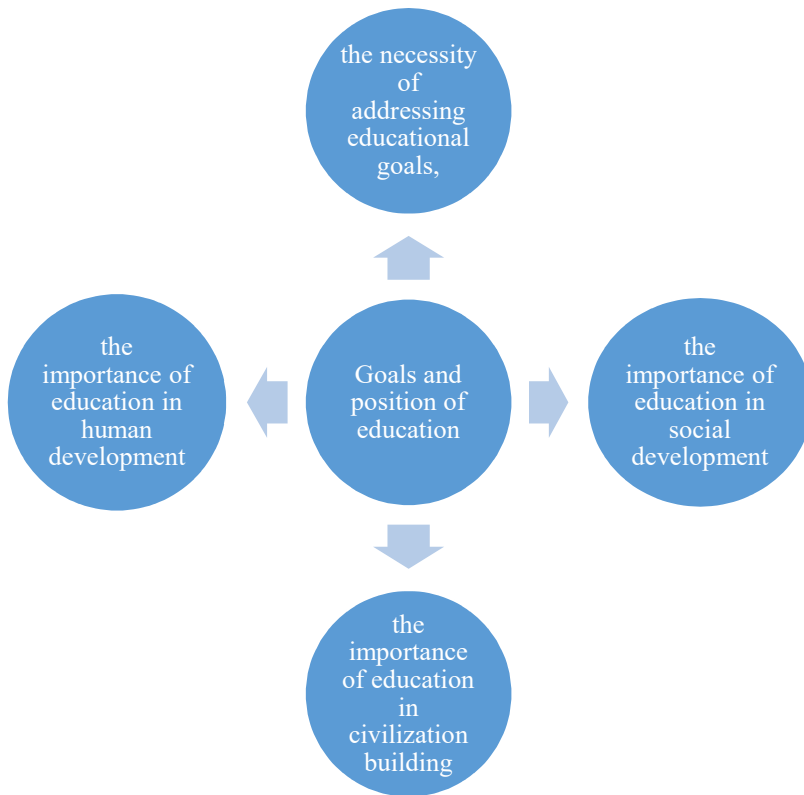 the necessity
of
addressing
educational
goals,
the
importance of
education in
human
development
Goals and
position of
education
the
importance of
education in
social
development
the
importance
of education
in
civilization
building